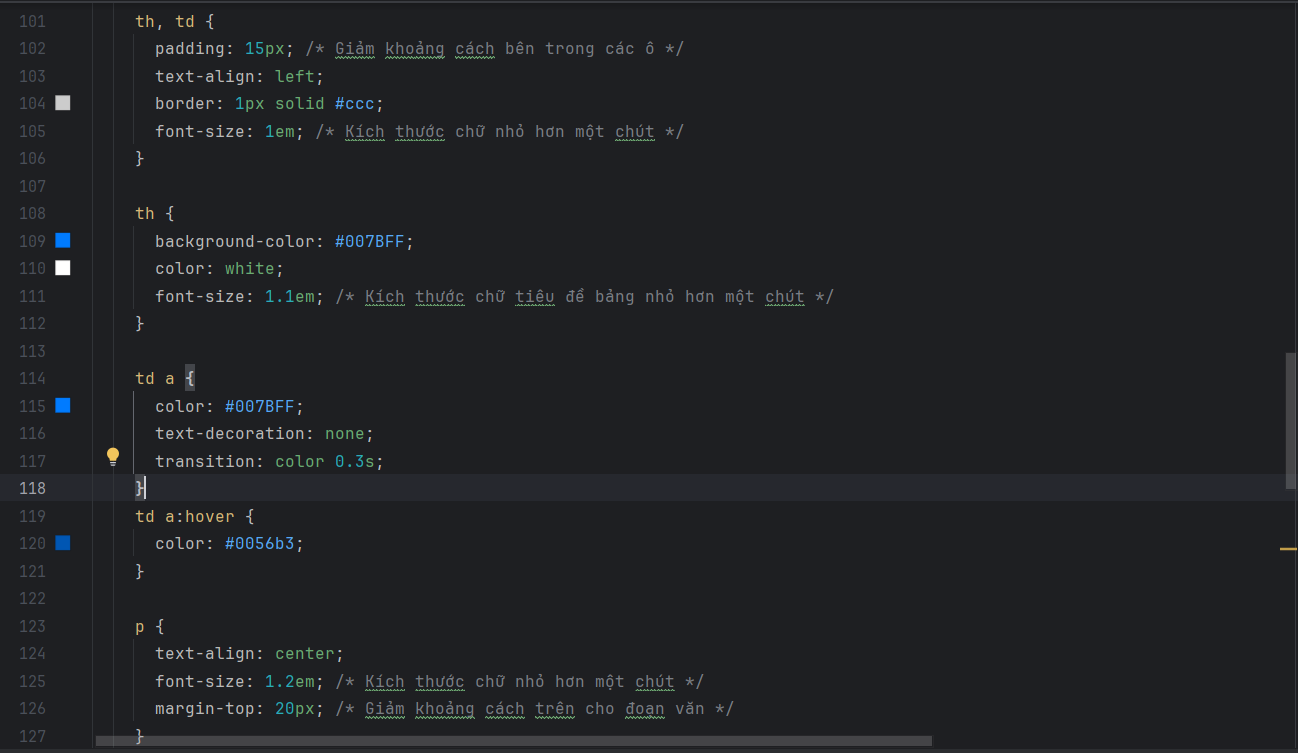 101 th, td {
102 padding: 15px; /* Giảm khoảng cách bên trong các ô */
103 text-align: left;
104 border: 1px solid #ccc;
105 font-size: 1em; /* Kích thước chữ nhỏ hơn một chút */
106 }
107
108 th {
109 background-color: #007BFF;
110 color: white;
111 font-size: 1.1em; /* Kích thước chữ tiêu để bảng nhỏ hơn một chút */
112 }
113
114 td a {
115 color: #007BFF;
116 text-decoration: none;
117 transition: color 0.3s;
118 }
119 td a:hover {
120 color: #0056b3;
121 }
122
123 p {
124 text-align: center;
125 font-size: 1.2em; /* Kích thước chữ nhỏ hơn một chút */
126 margin-top: 20px; /* Giảm khoảng cách trên cho đoạn văn */
127 }